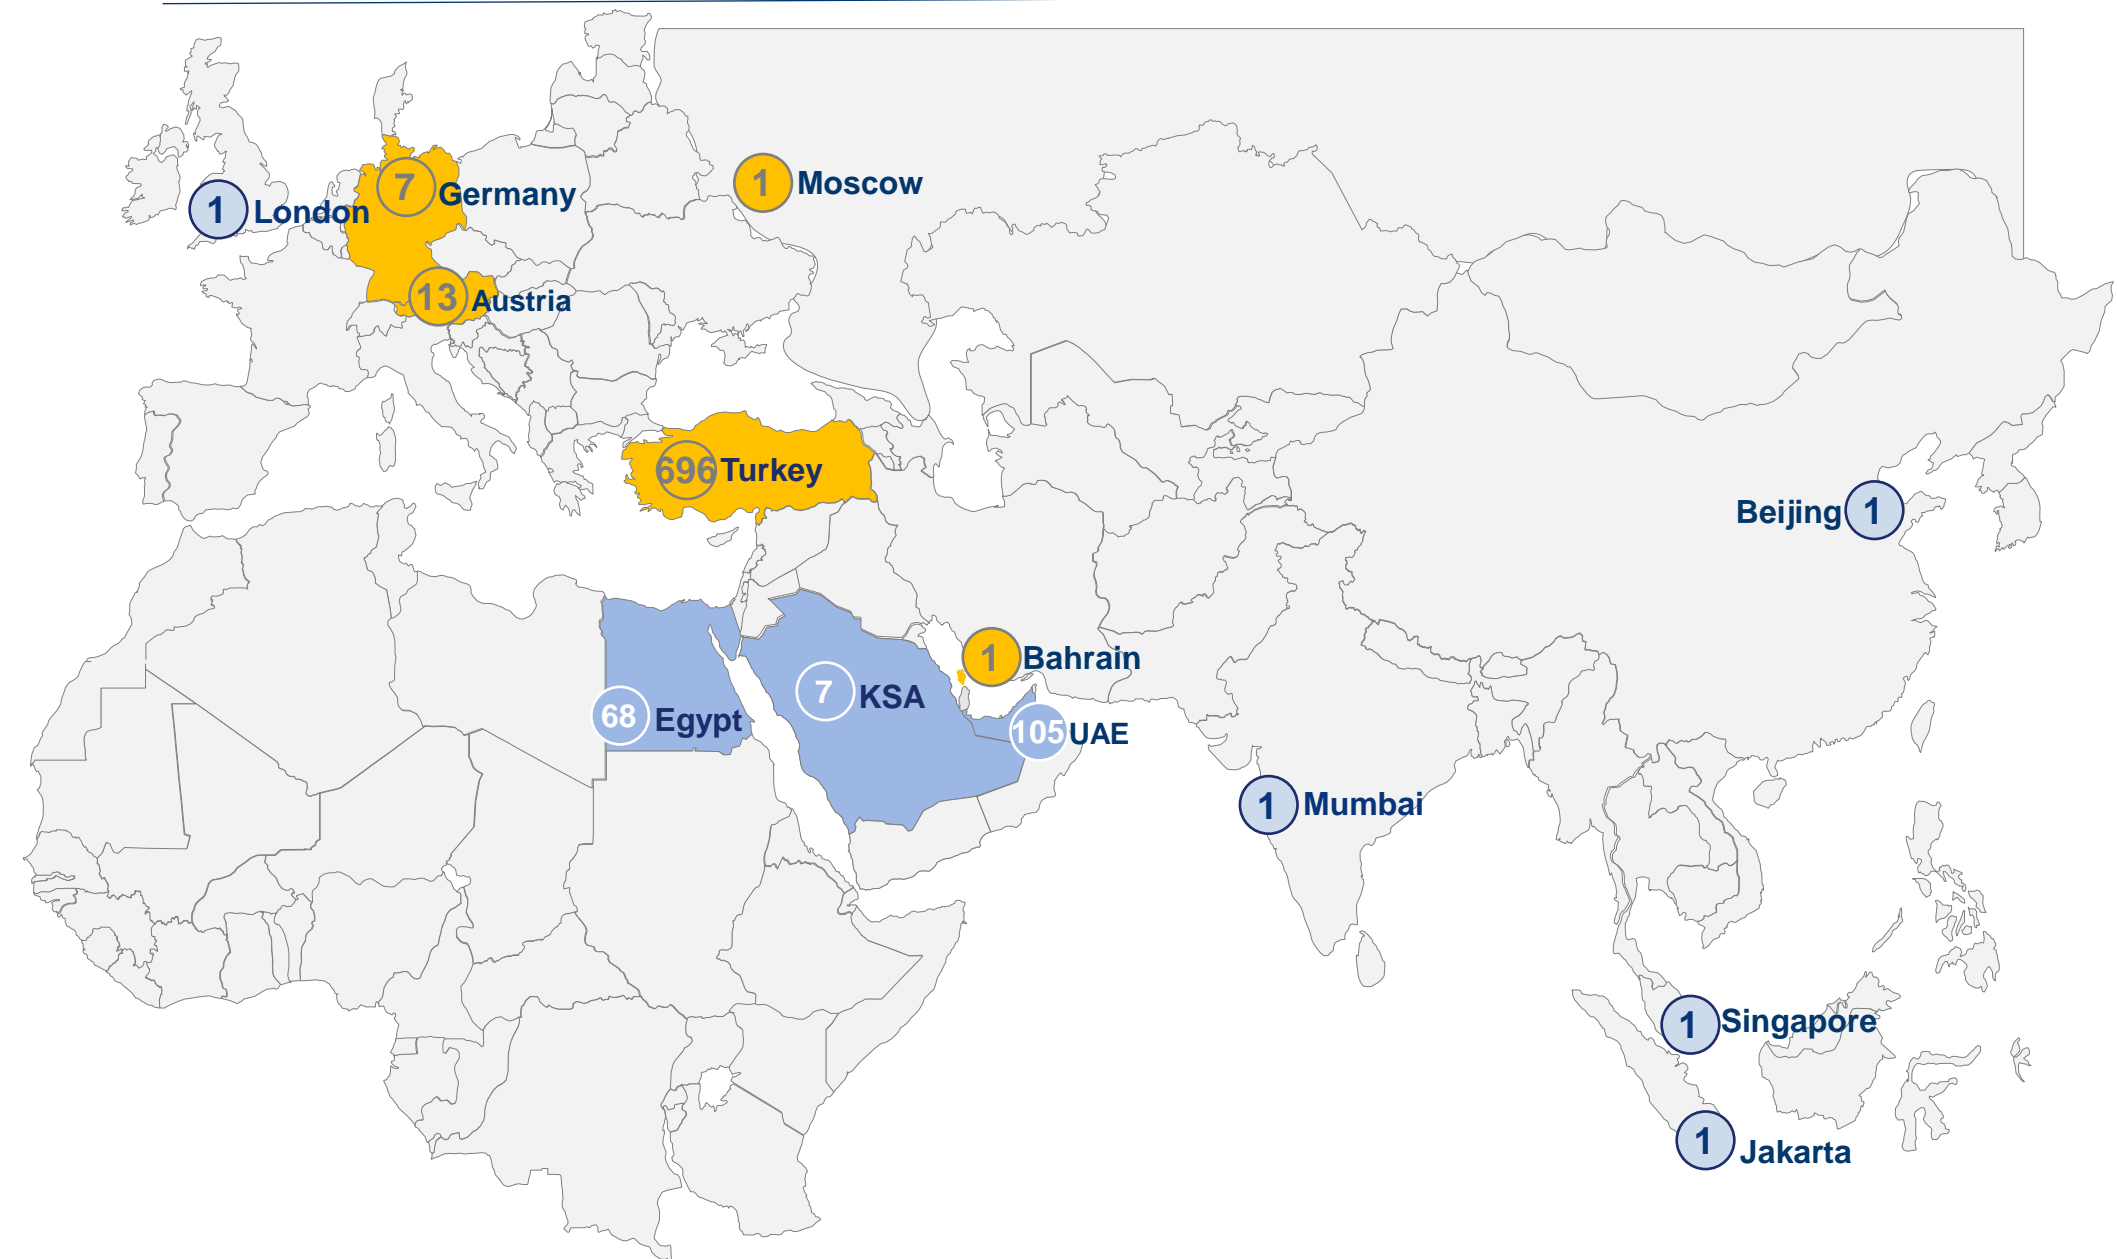 1 Moscow
7 Germany
1 London
13 Austria
696 Turkey
Beijing 1
1 Bahrain
7 KSA
68 Egypt
105 UAE
1 Mumbai
1 Singapore
1 Jakarta